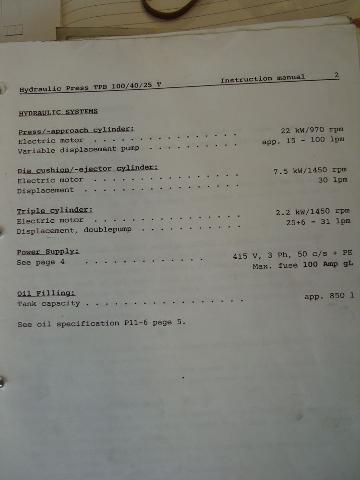 Hydraulic Press TPB 100/40/25 T Instruction manual 2
HYDRAULIC SYSTEMS
Press/-approach cylinder:
Electric motor . . . . . . . . . . . . . . . . 22 kW/970 rpm
Variable displacement pump . . . . . . . . . . app. 15 - 100 lpm
Die cushion/-ejector cylinder:
Electric motor . . . . . . . . . . . . . . . . 7.5 kW/1450 rpm
Displacement . . . . . . . . . . . . . . . . . 30 lpm
Triple cylinder:
Electric motor . . . . . . . . . . . . . . . . 2.2 kW/1450 rpm
Displacement, doublepump . . . . . . . . . . . 25+6 - 31 lpm
Power Supply:
See page 4 . . . . . . . . . . . . . 415 V, 3 Ph, 50 c/s + PE
Max. fuse 100 Amp gL
Oil Filling:
Tank capacity . . . . . . . . . . . . . . . . . app. 850 l
See oil specification P11-6 page 5.